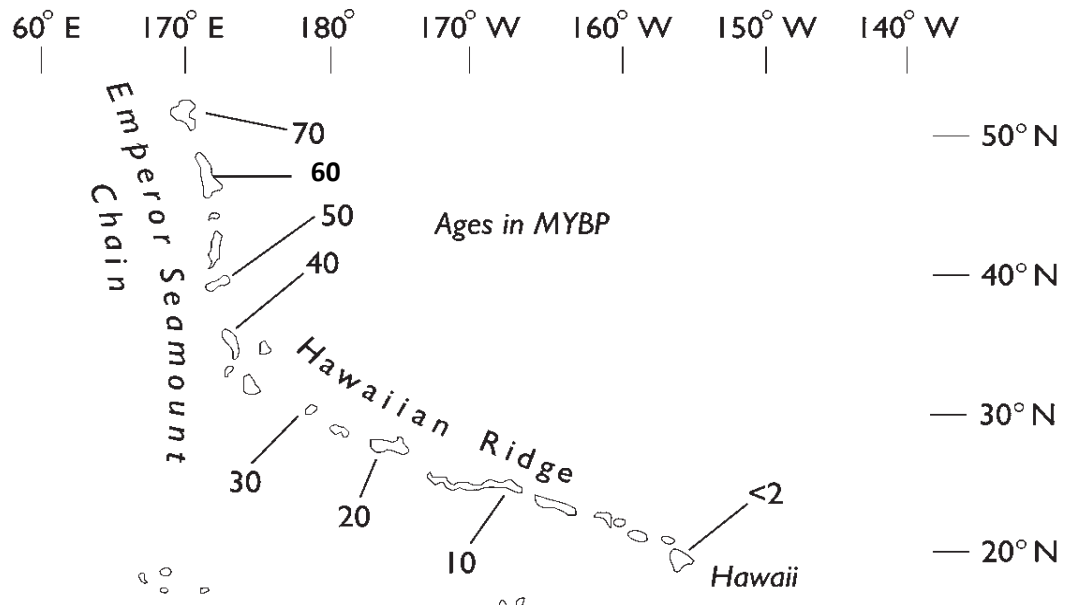 60° E 170° E 180° 170° W 160° W 150° W 140° W
Emperor Seamount
Chain
70
50° N
60
50
Ages in MYBP
40
40° N
Hawaiian Ridge
30° N
30
20
<2
10
20° N
Hawaii